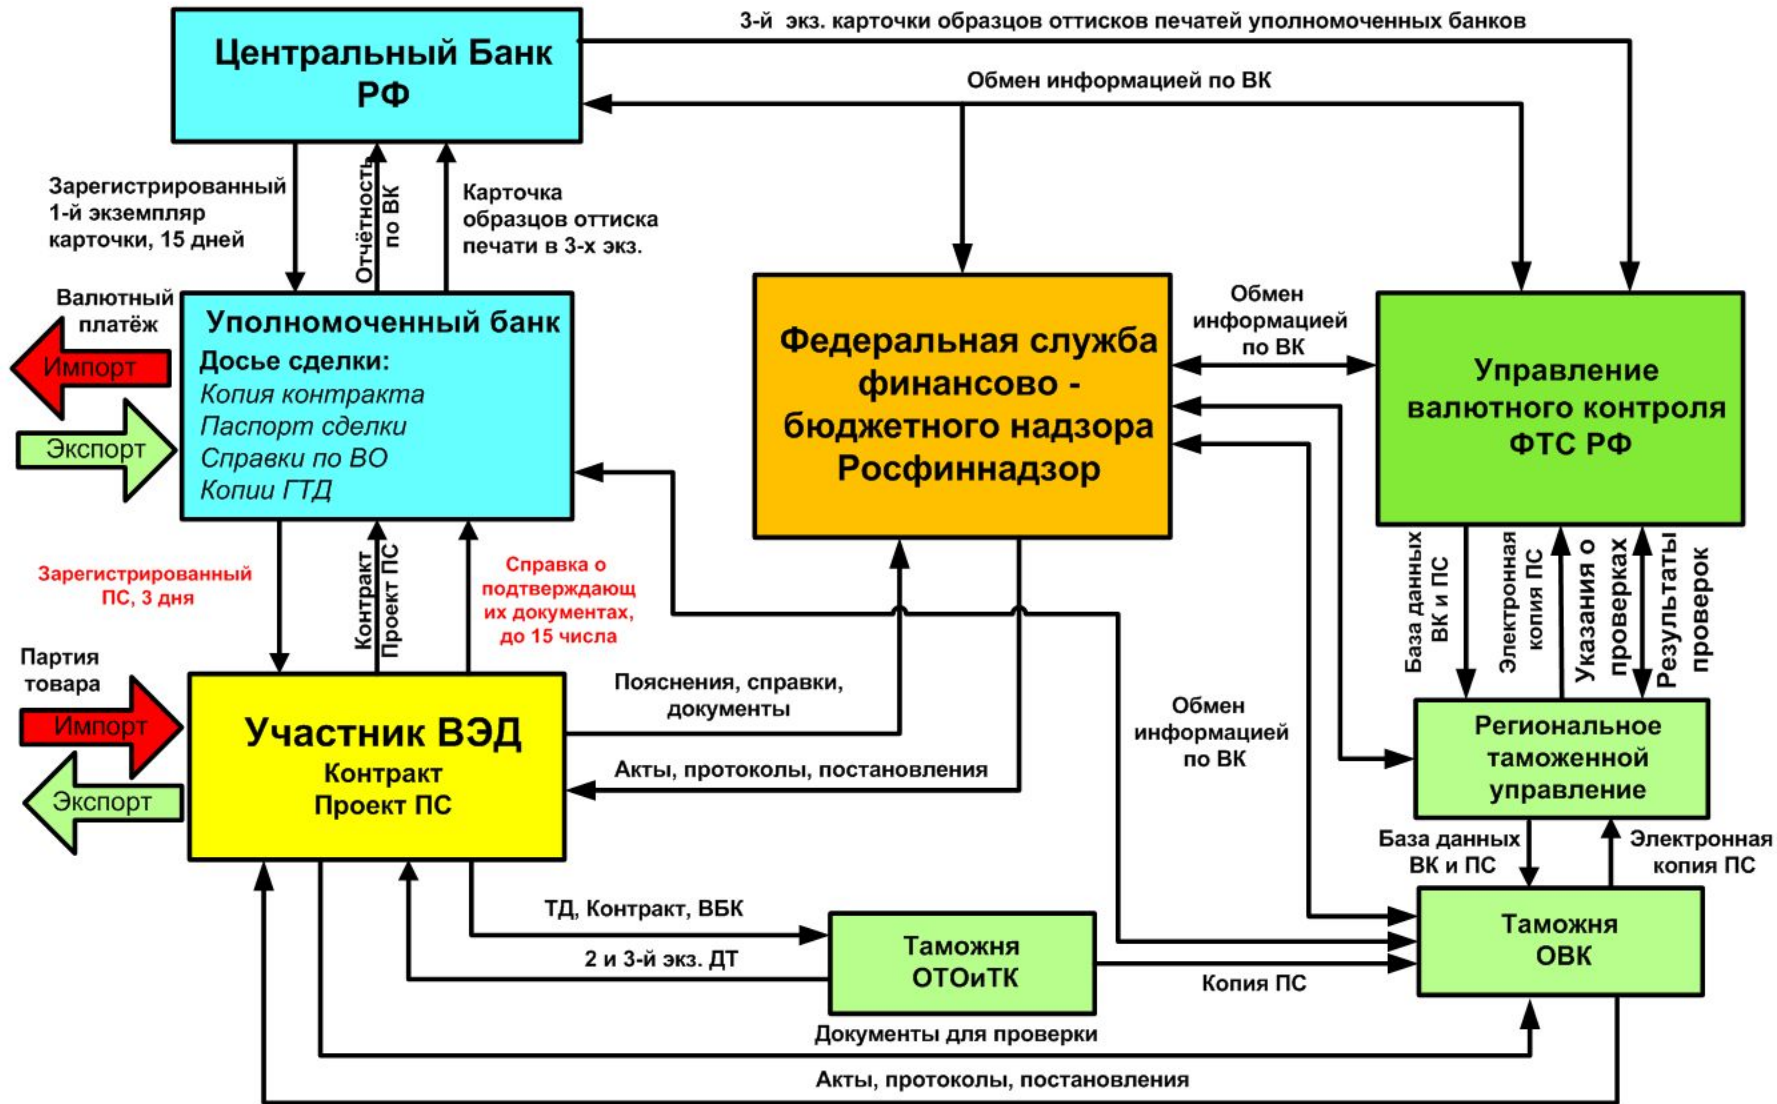 3-й экз. карточки образцов оттисков печатей уполномоченных банков
Центральный Банк
РФ
Обмен информацией по ВК
Зарегистрированный
1-й экземпляр
карточки, 15 дней
Отчётность
по ВК
Карточка
образцов оттиска
печати в 3-х экз.
Валютный
платёж
Импорт
Экспорт
Уполномоченный банк
Досье сделки:
Копия контракта
Паспорт сделки
Справки по ВО
Копии ГТД
Федеральная служба
финансово -
бюджетного надзора
Росфиннадзор
Обмен
информацией
по ВК
Управление
валютного контроля
ФТС РФ
Зарегистрированный
ПС, 3 дня
Контракт
Проект ПС
Справка о
подтверждающ
их документах,
до 15 числа
База данных
ВК и ПС
Электронная
копия ПС
Указания о
проверках
Результаты
проверок
Партия
товара
Импорт
Экспорт
Участник ВЭД
Контракт
Проект ПС
Пояснения, справки,
документы
Акты, протоколы, постановления
Обмен
информацией
по ВК
Региональное
таможенной
управление
База данных
ВК и ПС
Электронная
копия ПС
ТД, Контракт, ВБК
2 и 3-й экз. ДТ
Таможня
ОТОиТК
Копия ПС
Таможня
ОВК
Документы для проверки
Акты, протоколы, постановления